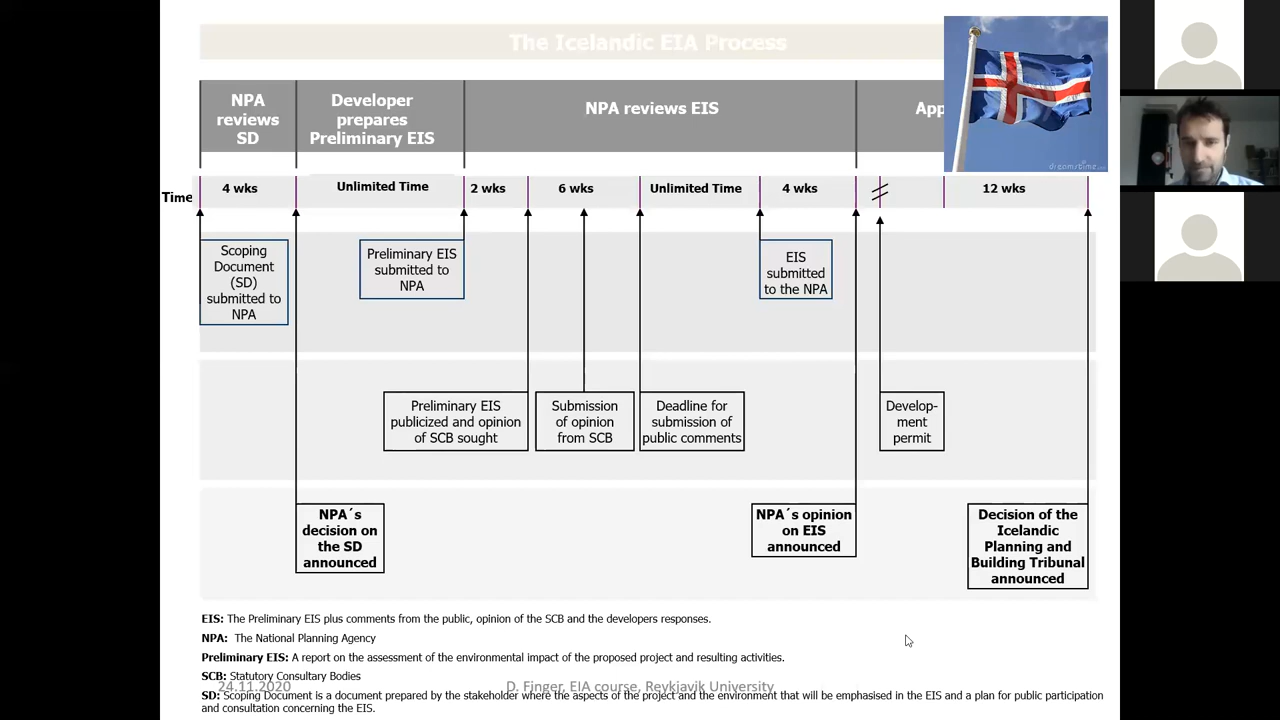 The Icelandic EIA Process
NPA
reviews
SD
Developer
prepares
Preliminary EIS
NPA reviews EIS
App
Time
4 wks
Unlimited Time
2 wks
6 wks
Unlimited Time
4 wks
12 wks
Scoping
Document
(SD)
submitted to
NPA
Preliminary EIS
submitted to
NPA
EIS
submitted
to the NPA
Preliminary EIS
publicized and opinion
of SCB sought
Submission
of opinion
from SCB
Deadline for
submission of
public comments
Develop-
ment
permit
NPA´s
decision on
the SD
announced
NPA´s opinion
on EIS
announced
Decision of the
Icelandic
Planning and
Building Tribunal
announced
EIS: The Preliminary EIS plus comments from the public, opinion of the SCB and the developers responses.
NPA: The National Planning Agency
Preliminary EIS: A report on the assessment of the environmental impact of the proposed project and resulting activities.
SCB: Statutory Consultary Bodies
24.11.2020
D. Finger, EIA course, Reykjavik University
SD: Scoping Document is a document prepared by the stakeholder where the aspects of the project and the environment that will be emphasised in the EIS and a plan for public participation
and consultation concerning the EIS.